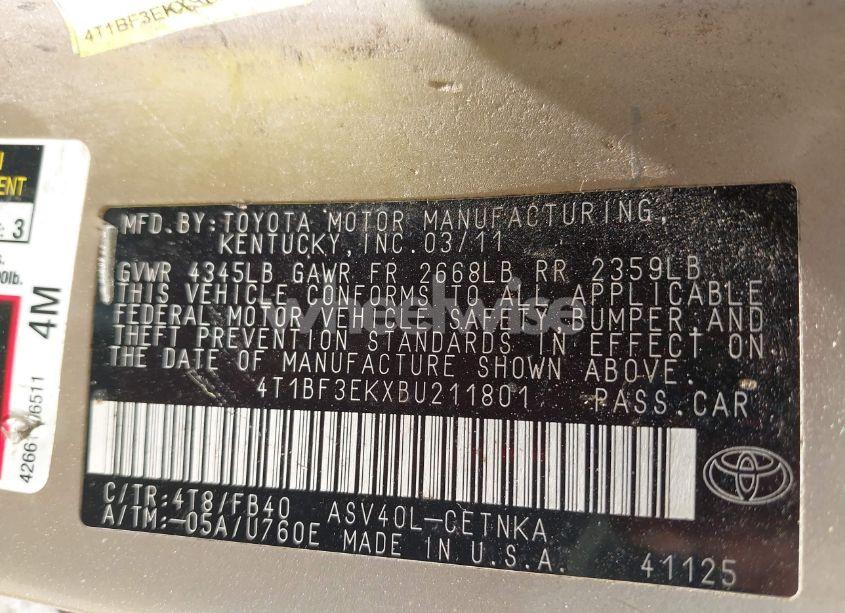 4T1BF3EKX
3
4M
MFD.BY: TOYOTA MOTOR MANUFACTURING,
KENTUCKY, INC. 03/11
GVWR 4345LB GAWR FR 2668LB RR 2359LB
THIS VEHICLE CONFORMS TO ALL APPLICABLE
FEDERAL MOTOR VEHICLE SAFETY, BUMPER, AND
THEFT PREVENTION STANDARDS IN EFFECT ON
THE DATE OF MANUFACTURE SHOWN ABOVE.
4T1BF3EKXBU211801 PASS.CAR
C/TR:4T8/FB40 ASV40L-CETNKA
A/TM:-05A/U760E MADE IN U.S.A. 41125
wheelwise